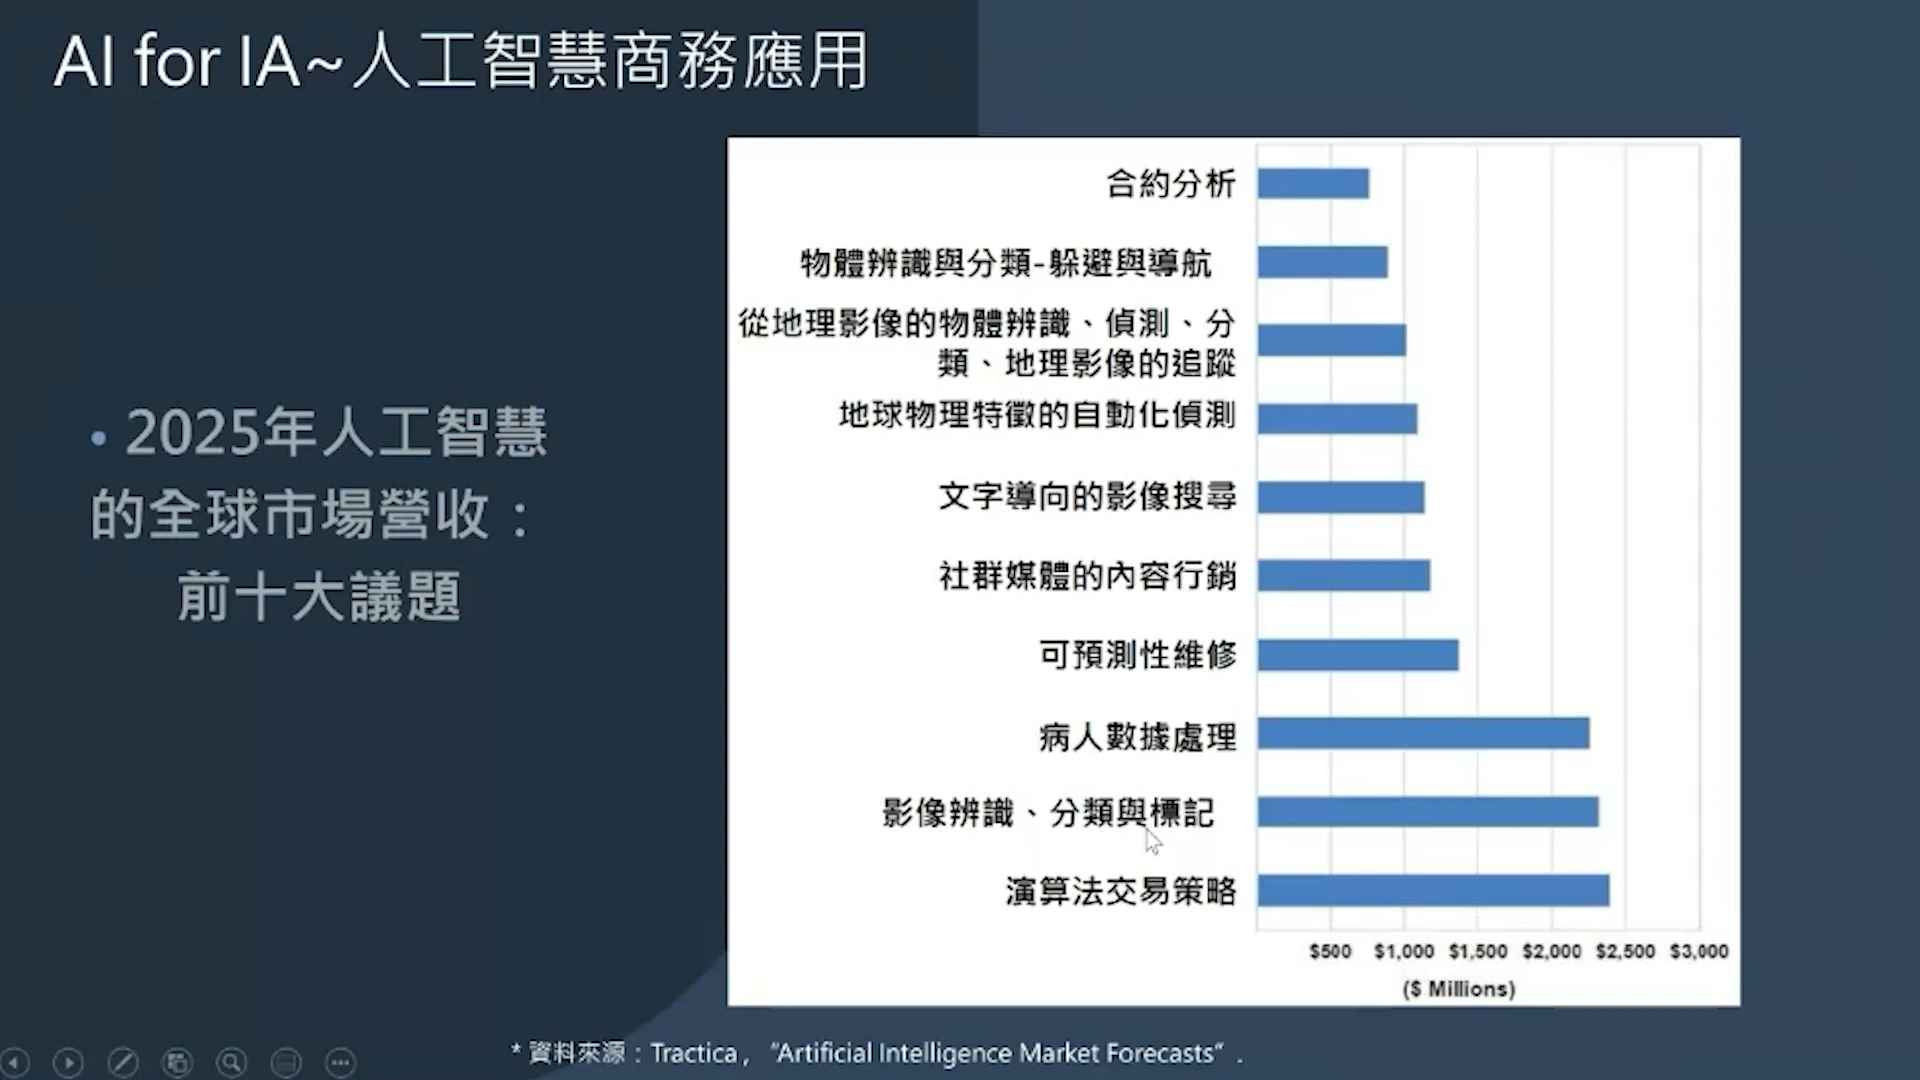 AI for IA~人工智慧商務應用
• 2025年人工智慧
的全球市場營收：
前十大議題
合約分析
物體辨識與分類-躲避與導航
從地理影像的物體辨識、偵測、分
類、地理影像的追蹤
地球物理特徵的自動化偵測
文字導向的影像搜尋
社群媒體的內容行銷
可預測性維修
病人數據處理
影像辨識、分類與標記
演算法交易策略
$500 $1,000 $1,500 $2,000 $2,500 $3,000
($ Millions)
* 資料來源：Tractica， “Artificial Intelligence Market Forecasts”.